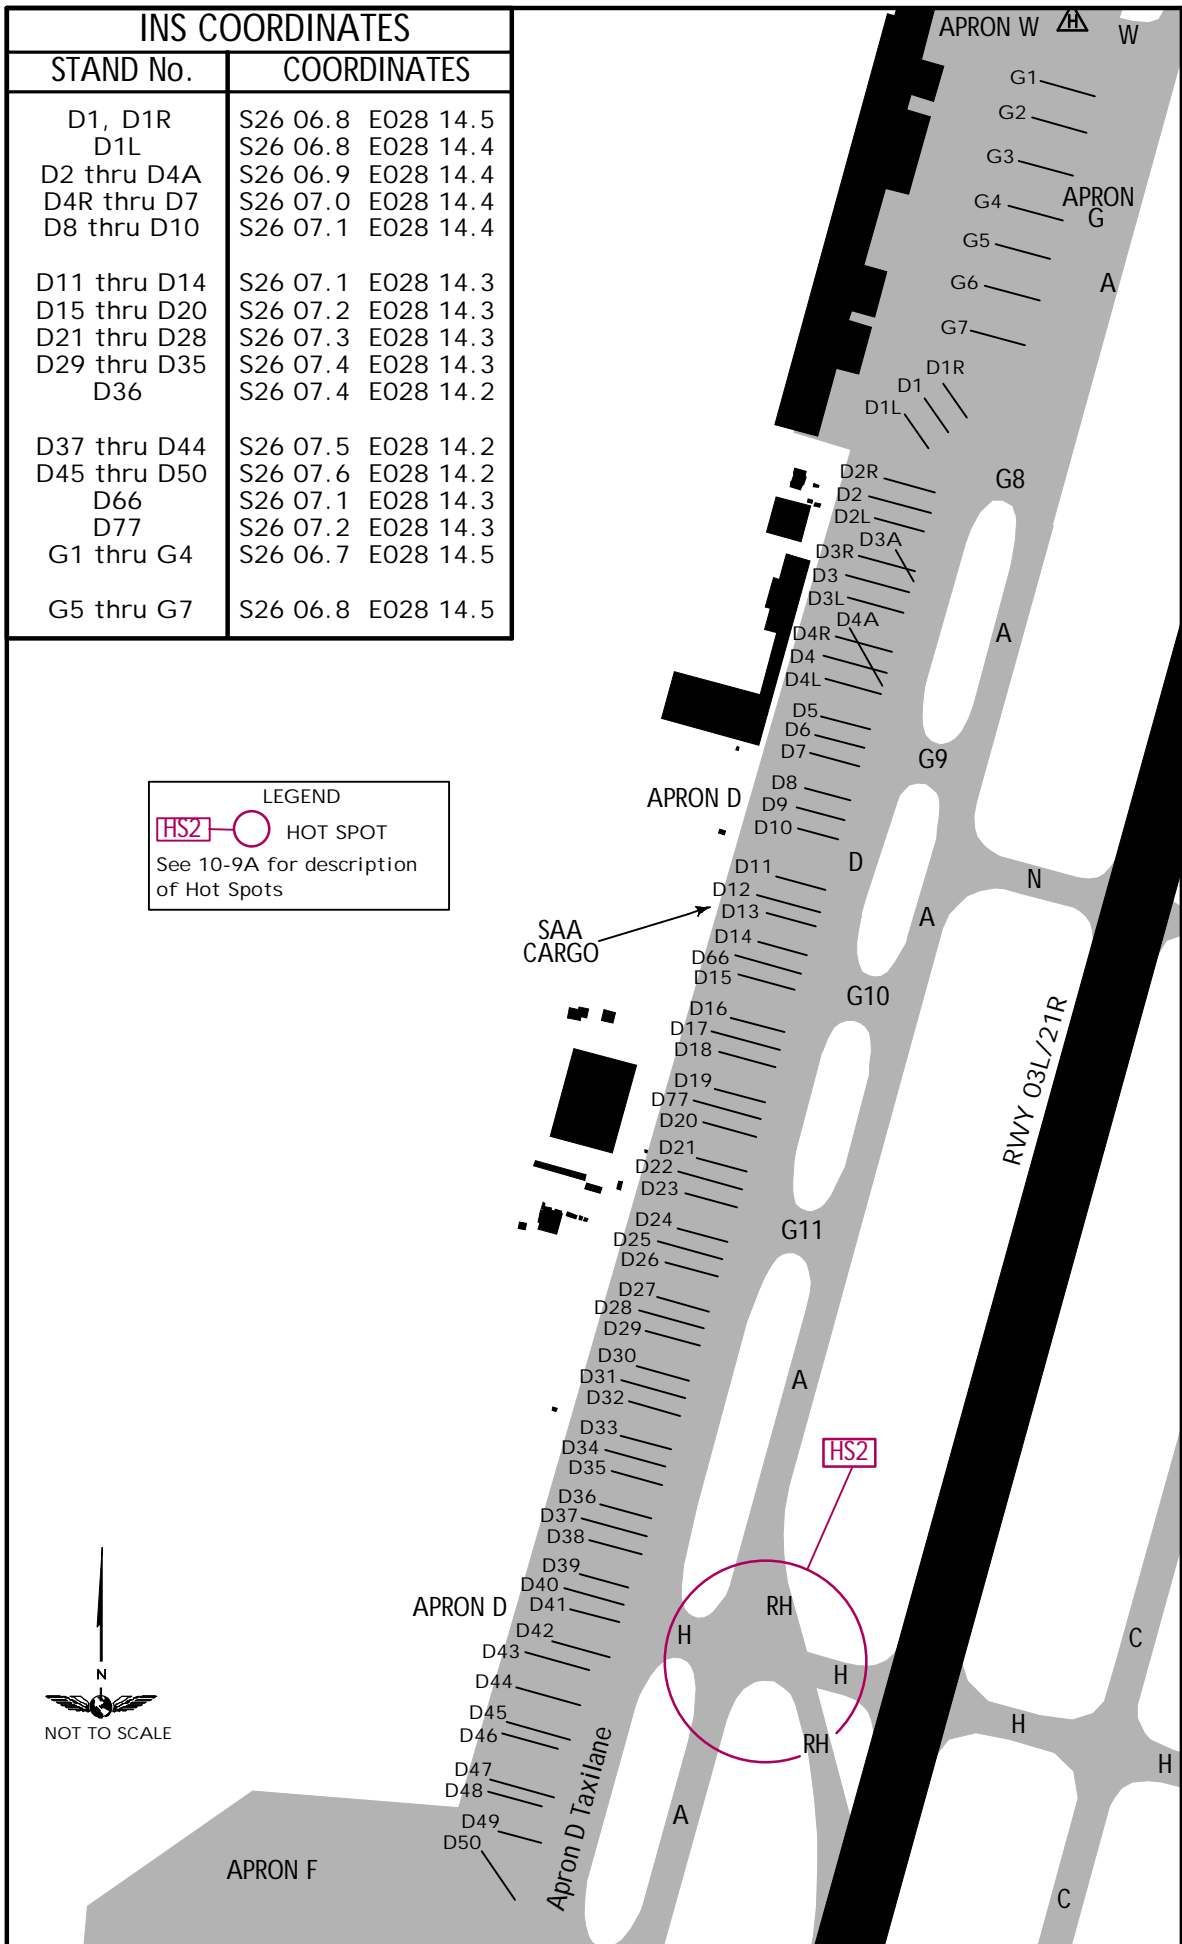 INS COORDINATES
STAND No. COORDINATES
D1, D1R S26 06.8 E028 14.5
D1L S26 06.8 E028 14.4
D2 thru D4A S26 06.9 E028 14.4
D4R thru D7 S26 07.0 E028 14.4
D8 thru D10 S26 07.1 E028 14.4
D11 thru D14 S26 07.1 E028 14.3
D15 thru D20 S26 07.2 E028 14.3
D21 thru D28 S26 07.3 E028 14.3
D29 thru D35 S26 07.4 E028 14.3
D36 S26 07.4 E028 14.2
D37 thru D44 S26 07.5 E028 14.2
D45 thru D50 S26 07.6 E028 14.2
D66 S26 07.1 E028 14.3
D77 S26 07.2 E028 14.3
G1 thru G4 S26 06.7 E028 14.5
G5 thru G7 S26 06.8 E028 14.5
APRON W H W
G1
G2
G3
G4
APRON
G
G5
G6
A
G7
D1R
D1
D1L
D2R
G8
D2
D2L
D3A
D3R
D3
D3L
D4A
D4R
A
D4
D4L
D5
D6
D7
G9
D8
APRON D
D9
D10
LEGEND
HS2 HOT SPOT
See 10-9A for description
of Hot Spots
D
D11
N
D12
D13
A
SAA
CARGO
D14
D66
D15
G10
D16
D17
D18
RWY 03L/21R
D19
D77
D20
D21
D22
D23
D24
G11
D25
D26
D27
D28
D29
D30
D31
A
D32
D33
D34
HS2
D35
D36
D37
D38
D39
D40
D41
APRON D
RH
D42
H
C
D43
H
D44
D45
H
D46
RH
N
NOT TO SCALE
H
D47
D48
Apron D Taxilane
A
D49
D50
APRON F
C